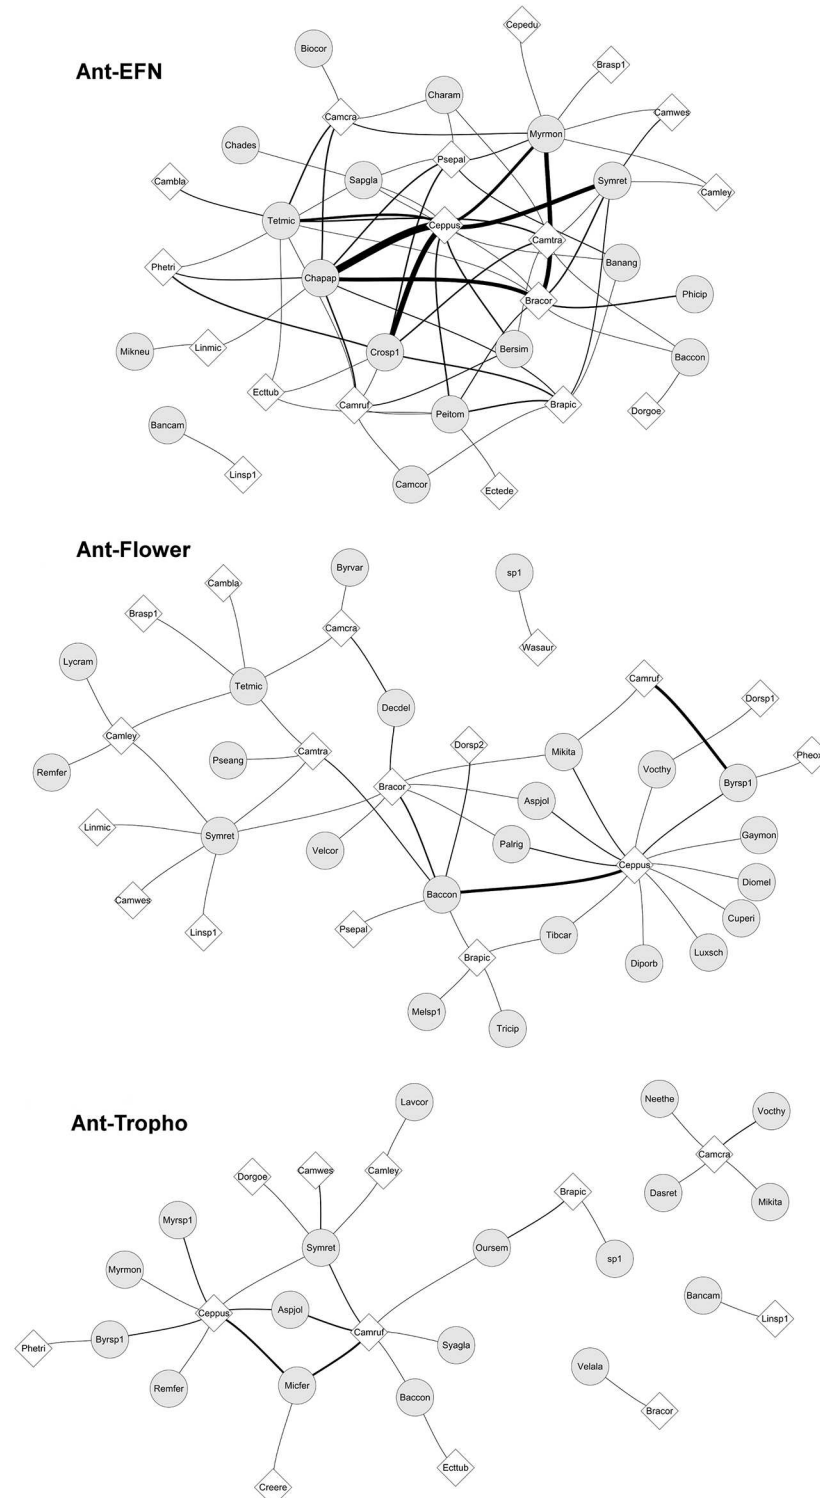 Ant-EFN
Cepedu
Biocor
Brasp1
Charam
Camwes
Camcra
Myrmon
Chades
Psepal
Sapgla
Symret
Cambla
Camley
Tetmic
Ceppus
Camtra
Phetri
Chapap
Banang
Phicip
Bracor
Mikneu
Linmic
Crosp1
Bersim
Baccon
Ecttub
Camruf
Peitom
Brapic
Dorgoe
Bancam
Linsp1
Camcor
Ectede
Ant-Flower
Byrvar
sp1
Cambla
Brasp1
Camcra
Wasaur
Lycram
Tetmic
Camruf
Decdel
Dorsp1
Camley
Pseang
Camtra
Dorsp2
Mikita
Pheox
Remfer
Vocthy
Byrsp1
Bracor
Aspjol
Linmic
Symret
Velcor
Palrig
Gaymon
Ceppus
Camwes
Baccon
Diomel
Cuperi
Linsp1
Psepal
Tibcar
Brapic
Diporb
Luxsch
Melsp1
Tricip
Ant-Tropho
Lavcor
Neethe
Vocthy
Camcra
Dorgoe
Camwes
Camley
Brapic
Dasret
Mikita
Myrsp1
Symret
Oursem
sp1
Myrmon
Ceppus
Aspjol
Bancam
Linsp1
Phetri
Byrsp1
Camruf
Syagla
Remfer
Micfer
Baccon
Velala
Bracor
Creere
Ecttub